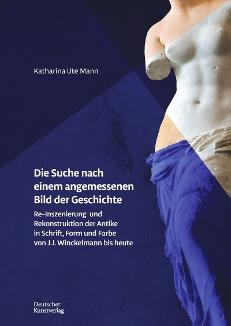 Katharina Ute Mann
Die Suche nach
einem angemessenen
Bild der Geschichte
Re-Inszenierung und
Rekonstruktion der Antike
in Schrift, Form und Farbe
von J.J. Winckelmann bis heute
Deutscher
Kunstverlag